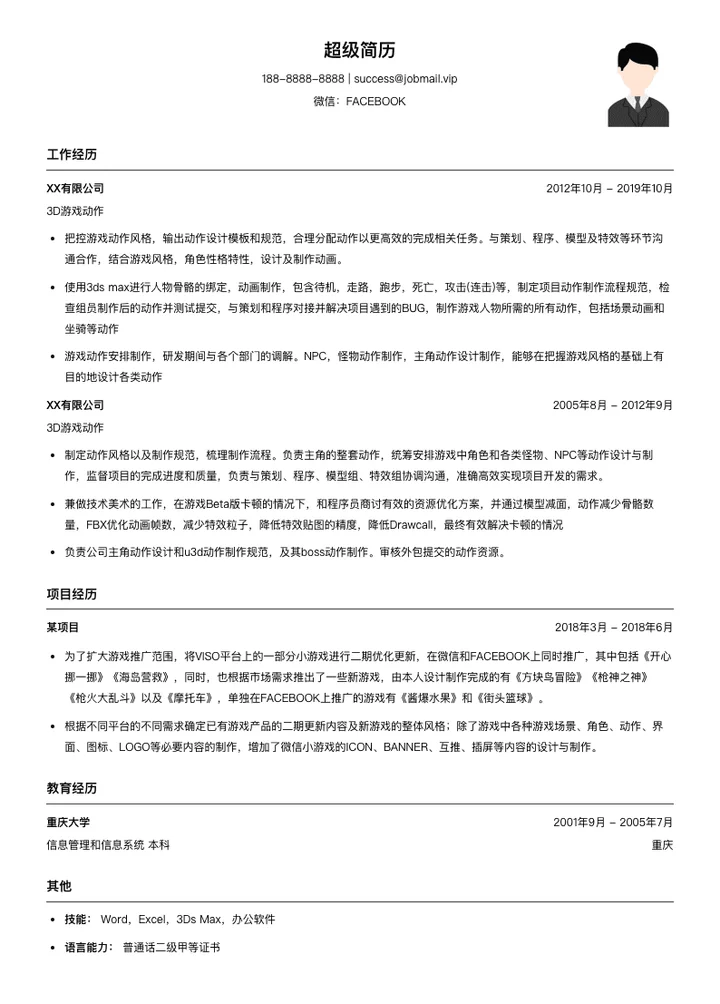 超级简历
188-8888-8888 | success@jobmail.vip
微信：FACEBOOK
工作经历
XX有限公司 2012年10月 – 2019年10月
3D游戏动作
• 把控游戏动作风格，输出动作设计模板和规范，合理分配动作以更高效的完成相关任务。与策划、程序、模型及特效等环节沟
通合作，结合游戏风格，角色性格特性，设计及制作动画。
• 使用3ds max进行人物骨骼的绑定，动画制作，包含待机，走路，跑步，死亡，攻击(连击)等，制定项目动作制作流程规范，检
查组员制作后的动作并测试提交，与策划和程序对接并解决项目遇到的BUG，制作游戏人物所需的所有动作，包括场景动画和
坐骑等动作
• 游戏动作安排制作，研发期间与各个部门的调解。NPC，怪物动作制作，主角动作设计制作，能够在把握游戏风格的基础上有
目的地设计各类动作
XX有限公司 2005年8月 – 2012年9月
3D游戏动作
• 制定动作风格以及制作规范，梳理制作流程。负责主角的整套动作，统筹安排游戏中角色和各类怪物、NPC等动作设计与制
作，监督项目的完成进度和质量，负责与策划、程序、模型组、特效组协调沟通，准确高效实现项目开发的需求。
• 兼做技术美术的工作，在游戏Beta版卡顿的情况下，和程序员商讨有效的资源优化方案，并通过模型减面，动作减少骨骼数
量，FBX优化动画帧数，减少特效粒子，降低特效贴图的精度，降低Drawcall，最终有效解决卡顿的情况
• 负责公司主角动作设计和u3d动作制作规范，及其boss动作制作。审核外包提交的动作资源。
项目经历
某项目 2018年3月 – 2018年6月
• 为了扩大游戏推广范围，将VISO平台上的一部分小游戏进行二期优化更新，在微信和FACEBOOK上同时推广，其中包括《开心
挪一挪》《海岛营救》，同时，也根据市场需求推出了一些新游戏，由本人设计制作完成的有《方块鸟冒险》《枪神之神》
《枪火大乱斗》以及《摩托车》，单独在FACEBOOK上推广的游戏有《酱爆水果》和《街头篮球》。
• 根据不同平台的不同需求确定已有游戏产品的二期更新内容及新游戏的整体风格；除了游戏中各种游戏场景、角色、动作、界
面、图标、LOGO等必要内容的制作，增加了微信小游戏的ICON、BANNER、互推、插屏等内容的设计与制作。
教育经历
重庆大学 2001年9月 – 2005年7月
信息管理和信息系统 本科 重庆
其他
• 技能： Word，Excel，3Ds Max，办公软件
• 语言能力： 普通话二级甲等证书